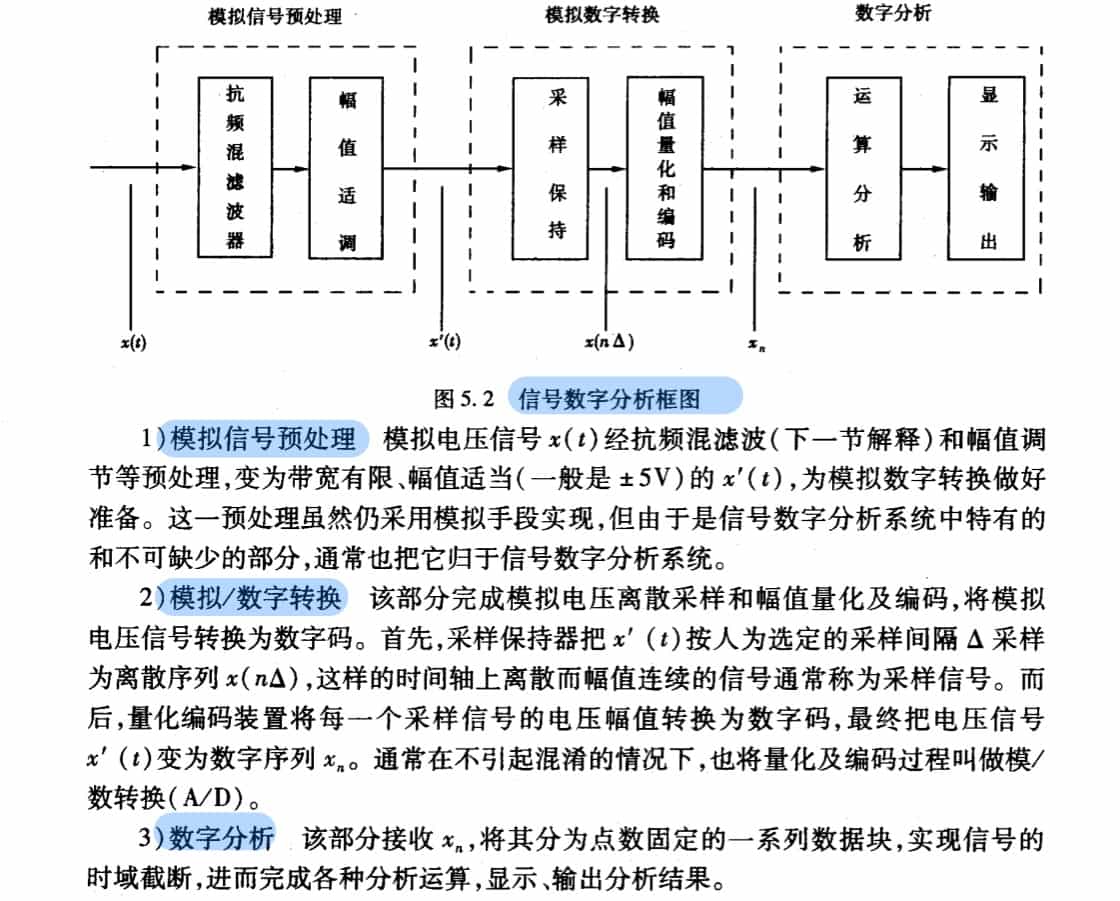 模拟信号预处理 模拟数字转换 数字分析
抗频混滤波器
幅值适调
采样保持
幅值量化和编码
运算分析
显示输出
x(t) x′(t) x(nΔ) xₙ
图 5.2 信号数字分析框图
1)模拟信号预处理 模拟电压信号 x(t)经抗频混滤波(下一节解释)和幅值调
节等预处理,变为带宽有限、幅值适当(一般是 ±5V)的 x′(t),为模拟数字转换做好
准备。这一预处理虽然仍采用模拟手段实现,但由于是信号数字分析系统中特有的
和不可缺少的部分,通常也把它归于信号数字分析系统。
2)模拟/数字转换 该部分完成模拟电压离散采样和幅值量化及编码,将模拟
电压信号转换为数字码。首先,采样保持器把 x′(t)按人为选定的采样间隔 Δ 采样
为离散序列 x(nΔ),这样的时间轴上离散而幅值连续的信号通常称为采样信号。而
后,量化编码装置将每一个采样信号的电压幅值转换为数字码,最终把电压信号
x′(t)变为数字序列 xₙ。通常在不引起混淆的情况下,也将量化及编码过程叫做模/
数转换(A/D)。
3)数字分析 该部分接收 xₙ,将其分为点数固定的一系列数据块,实现信号的
时域截断,进而完成各种分析运算,显示、输出分析结果。